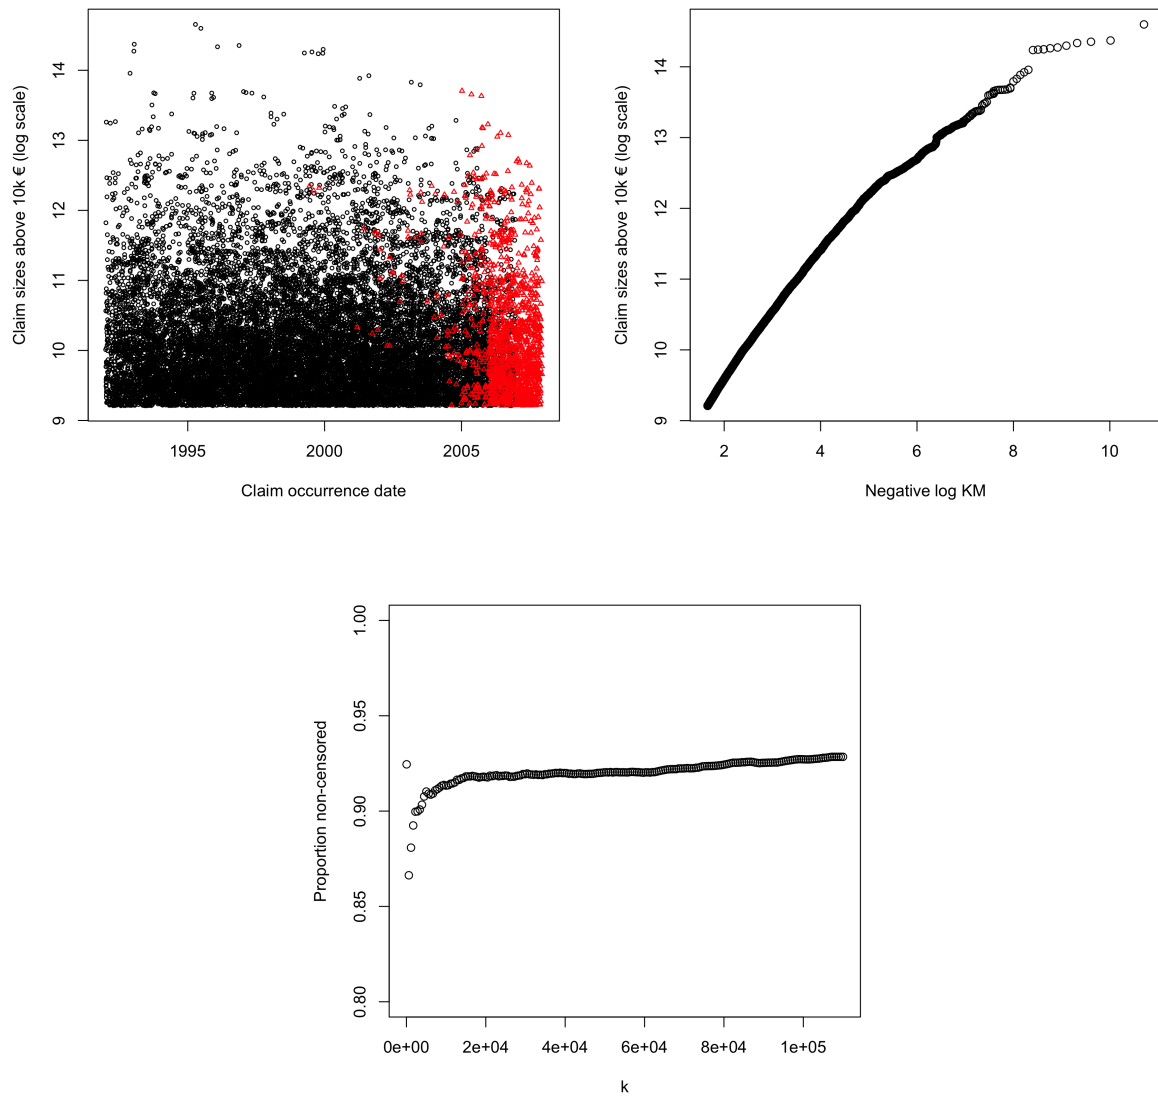 Claim sizes above 10k € (log scale)
14
13
12
11
10
9
1995 2000 2005
Claim occurrence date
Claim sizes above 10k € (log scale)
14
13
12
11
10
9
2 4 6 8 10
Negative log KM
Proportion non-censored
1.00
0.95
0.90
0.85
0.80
0e+00 2e+04 4e+04 6e+04 8e+04 1e+05
k